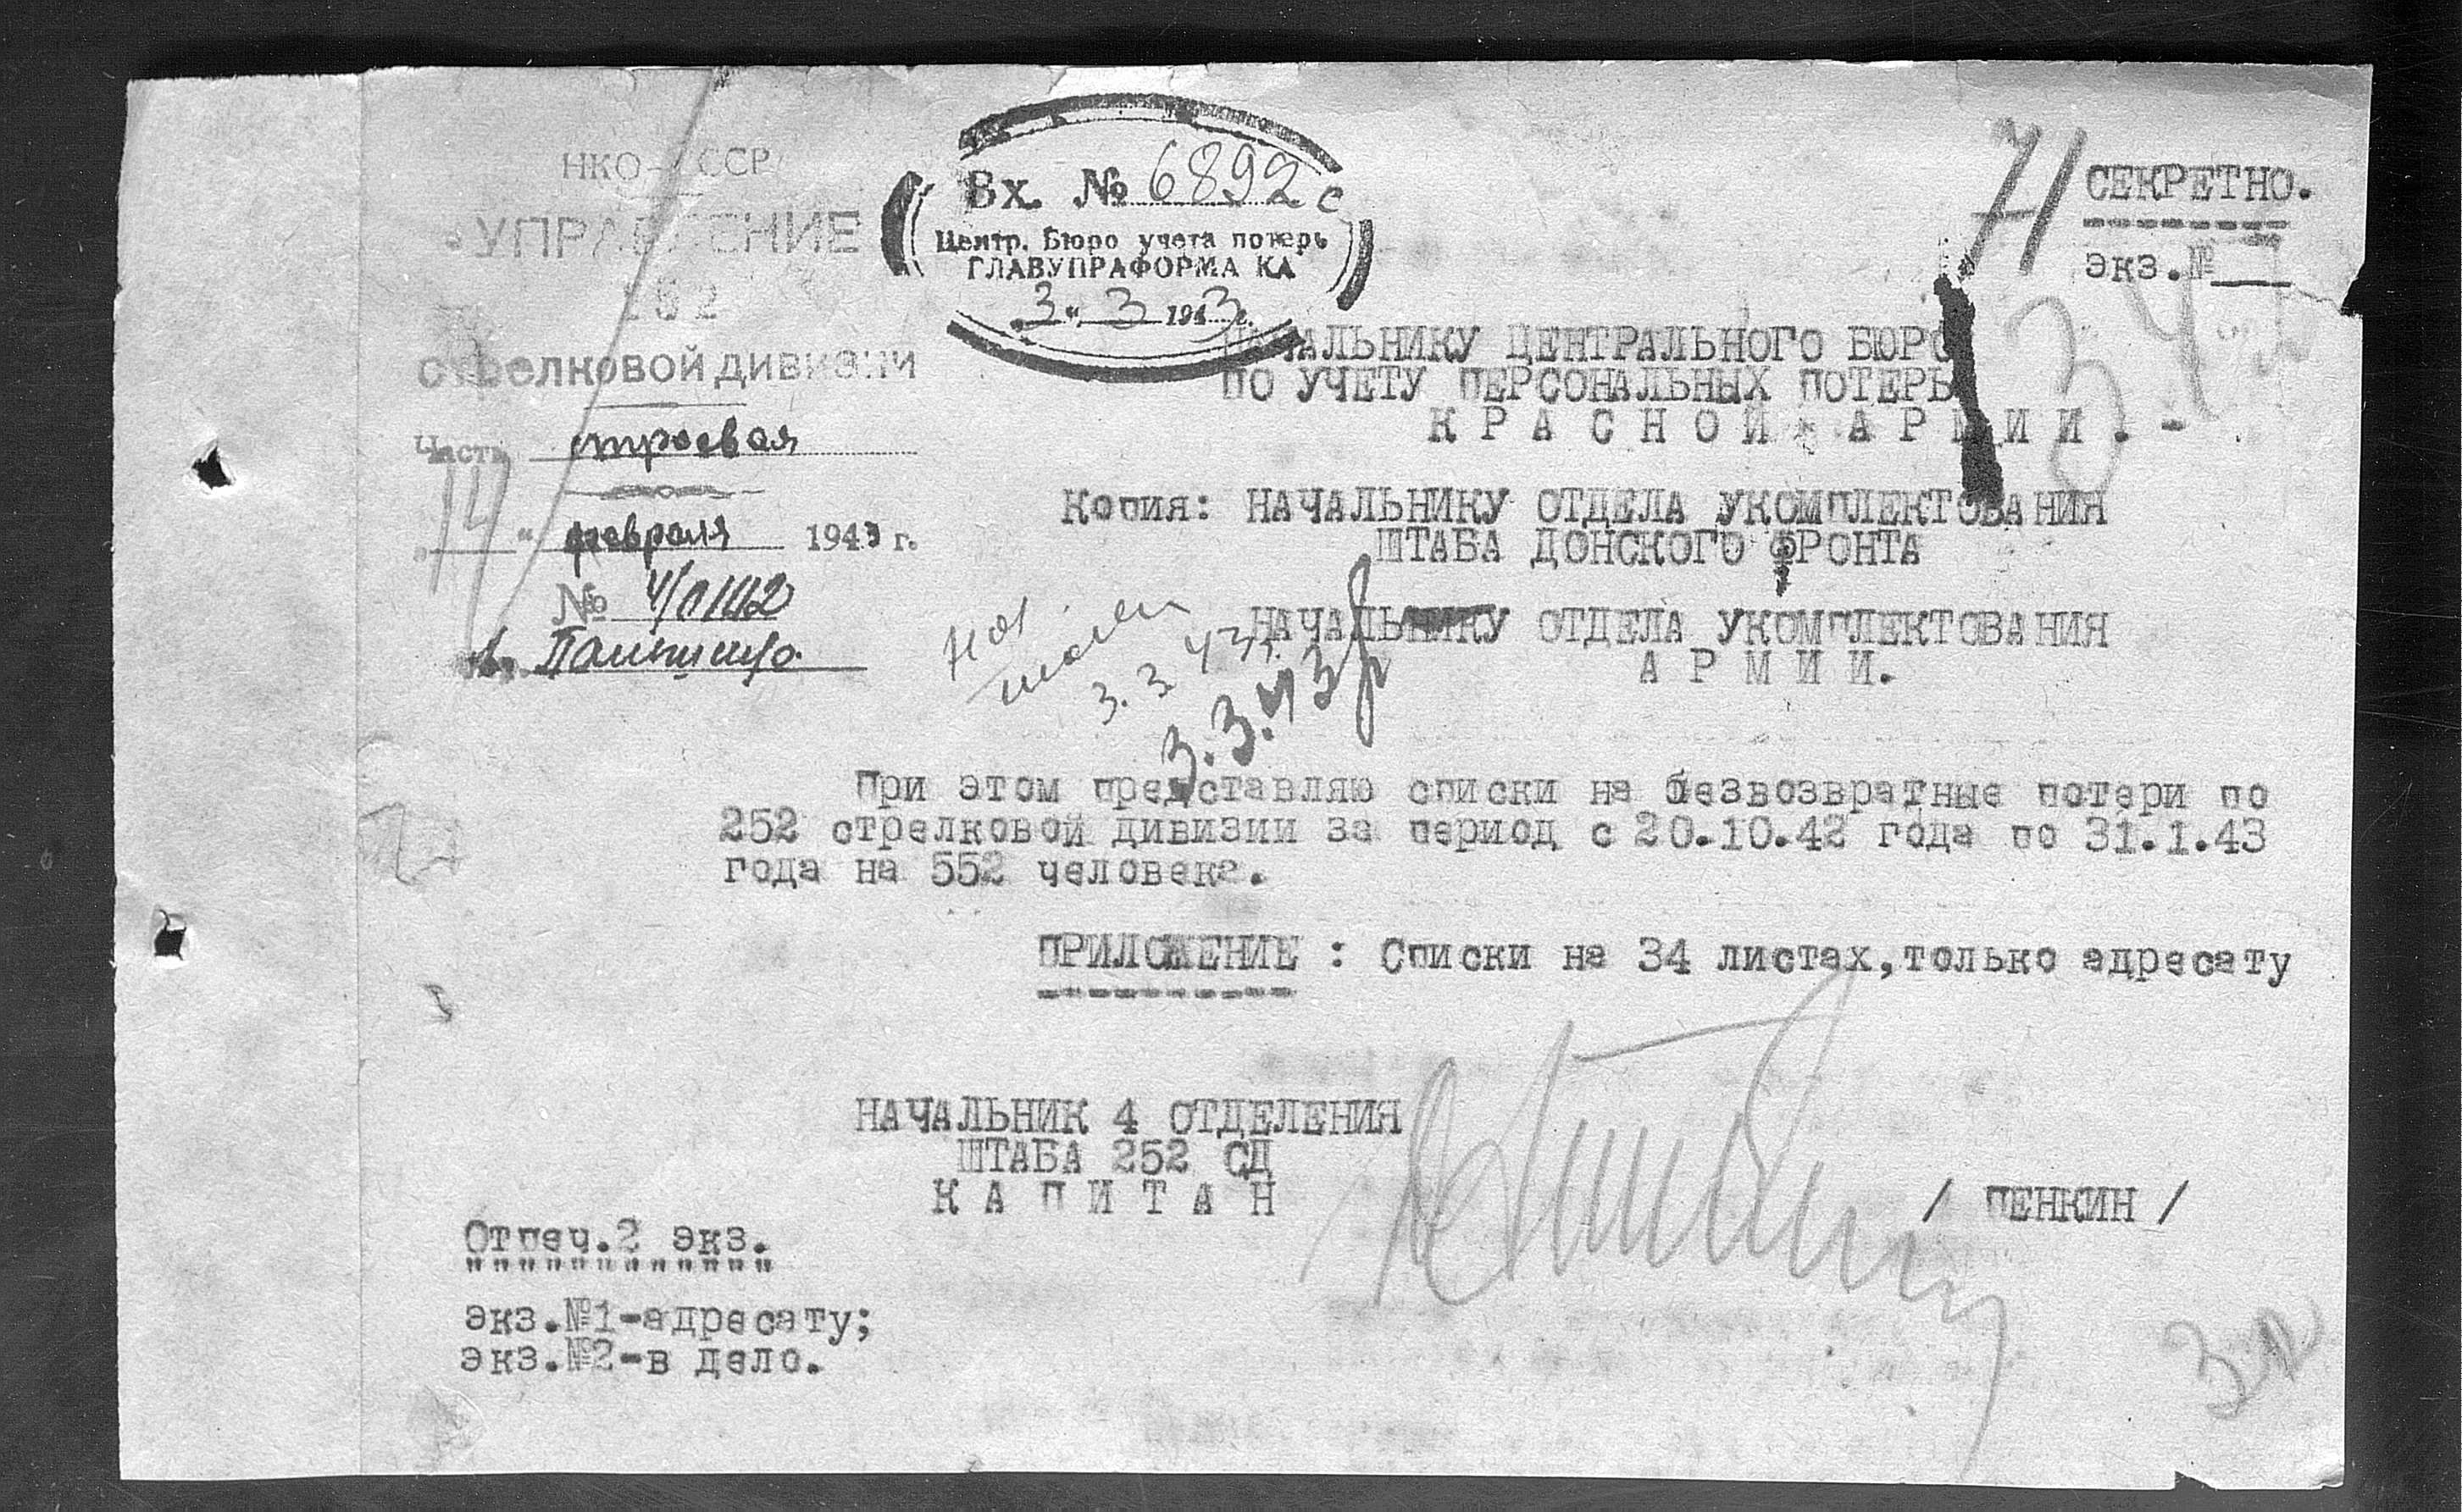 НКО-СССР
УПРАВЛЕНИЕ
252
стрелковой дивизии
Часть строевая
14 " февраля 1943 г.
№ 4/0142
Вх. № 6892с
Центр. Бюро учета потерь
ГЛАВУПРАФОРМА КА
"3" 3 1943 г.
71
СЕКРЕТНО.
экз.№
НАЧАЛЬНИКУ ЦЕНТРАЛЬНОГО БЮРО
ПО УЧЕТУ ПЕРСОНАЛЬНЫХ ПОТЕРЬ
К Р А С Н О Й  А Р М И И . -
Копия: НАЧАЛЬНИКУ ОТДЕЛА УКОМПЛЕКТОВАНИЯ
ШТАБА ДОНСКОГО ФРОНТА
НАЧАЛЬНИКУ ОТДЕЛА УКОМПЛЕКТОВАНИЯ
А Р М И И.
3.3.43
3.3.43
При этом представляю списки на безвозвратные потери по
252 стрелковой дивизии за период с 20.10.42 года по 31.1.43
года на 552 человека.
ПРИЛОЖЕНИЕ : Списки на 34 листах,только адресату
НАЧАЛЬНИК 4 ОТДЕЛЕНИЯ
ШТАБА 252 СД
К А П И Т А Н
/ ПЕНКИН /
Отпеч.2 экз.
экз.№1-адресату;
экз.№2-в дело.